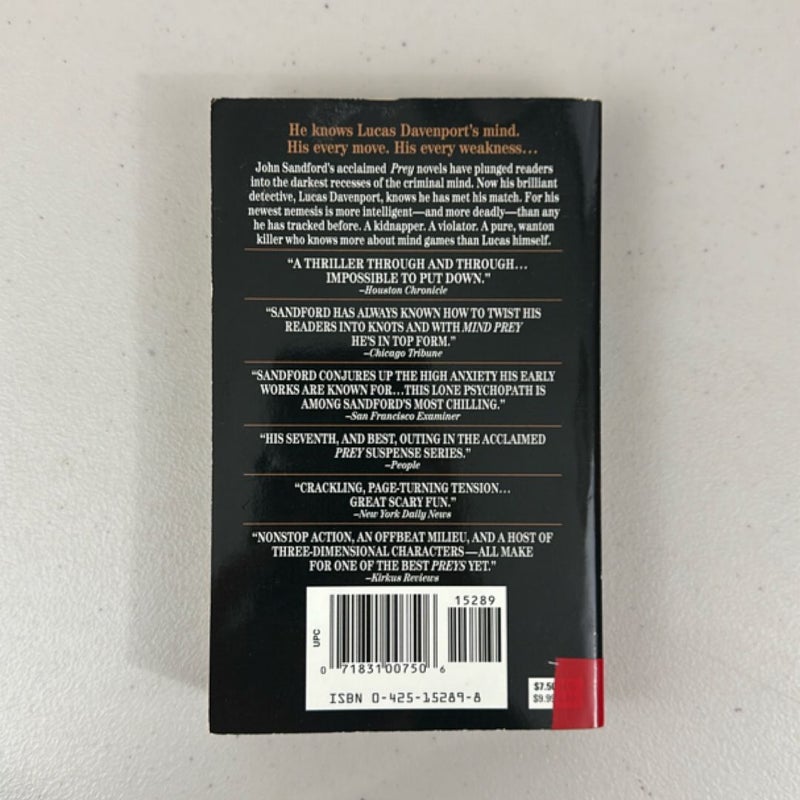 He knows Lucas Davenport's mind.
His every move. His every weakness...
John Sandford's acclaimed Prey novels have plunged readers
into the darkest recesses of the criminal mind. Now his brilliant
detective, Lucas Davenport, knows he has met his match. For his
newest nemesis is more intelligent—and more deadly—than any
he has tracked before. A kidnapper. A violator. A pure, wanton
killer who knows more about mind games than Lucas himself.
“A THRILLER THROUGH AND THROUGH...
IMPOSSIBLE TO PUT DOWN.”
–Houston Chronicle
“SANDFORD HAS ALWAYS KNOWN HOW TO TWIST HIS
READERS INTO KNOTS AND WITH MIND PREY
HE'S IN TOP FORM.”
–Chicago Tribune
“SANDFORD CONJURES UP THE HIGH ANXIETY HIS EARLY
WORKS ARE KNOWN FOR...THIS LONE PSYCHOPATH IS
AMONG SANDFORD'S MOST CHILLING.”
–San Francisco Examiner
“HIS SEVENTH, AND BEST, OUTING IN THE ACCLAIMED
PREY SUSPENSE SERIES.”
–People
“CRACKLING, PAGE-TURNING TENSION...
GREAT SCARY FUN.”
–New York Daily News
“NONSTOP ACTION, AN OFFBEAT MILIEU, AND A HOST OF
THREE-DIMENSIONAL CHARACTERS—ALL MAKE
FOR ONE OF THE BEST PREYS YET.”
–Kirkus Reviews
15289
UPC
0 71831 00750 6
ISBN 0-425-15289-8
$7.50